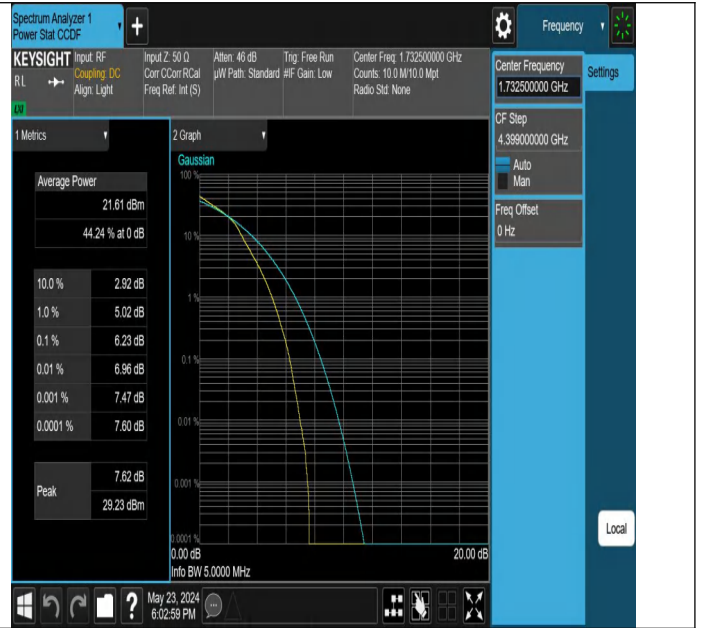 Spectrum Analyzer 1
Power Stat CCDF
Frequency
KEYSIGHT
RL
LXI
Input: RF
Coupling: DC
Align: Light
Input Z: 50 Ω
Corr CCorr RCal
Freq Ref: Int (S)
Atten: 46 dB
µW Path: Standard
Trig: Free Run
#IF Gain: Low
Center Freq: 1.732500000 GHz
Counts: 10.0 M/10.0 Mpt
Radio Std: None
Center Frequency
1.732500000 GHz
Settings
CF Step
4.399000000 GHz
Auto
Man
Freq Offset
0 Hz
1 Metrics
Average Power
21.61 dBm
44.24 % at 0 dB
10.0 % 2.92 dB
1.0 % 5.02 dB
0.1 % 6.23 dB
0.01 % 6.96 dB
0.001 % 7.47 dB
0.0001 % 7.60 dB
Peak
7.62 dB
29.23 dBm
2 Graph
Gaussian
100 %
10 %
1 %
0.1 %
0.01 %
0.001 %
0.0001 %
0.00 dB 20.00 dB
Info BW 5.0000 MHz
Local
?
May 23, 2024
6:02:59 PM